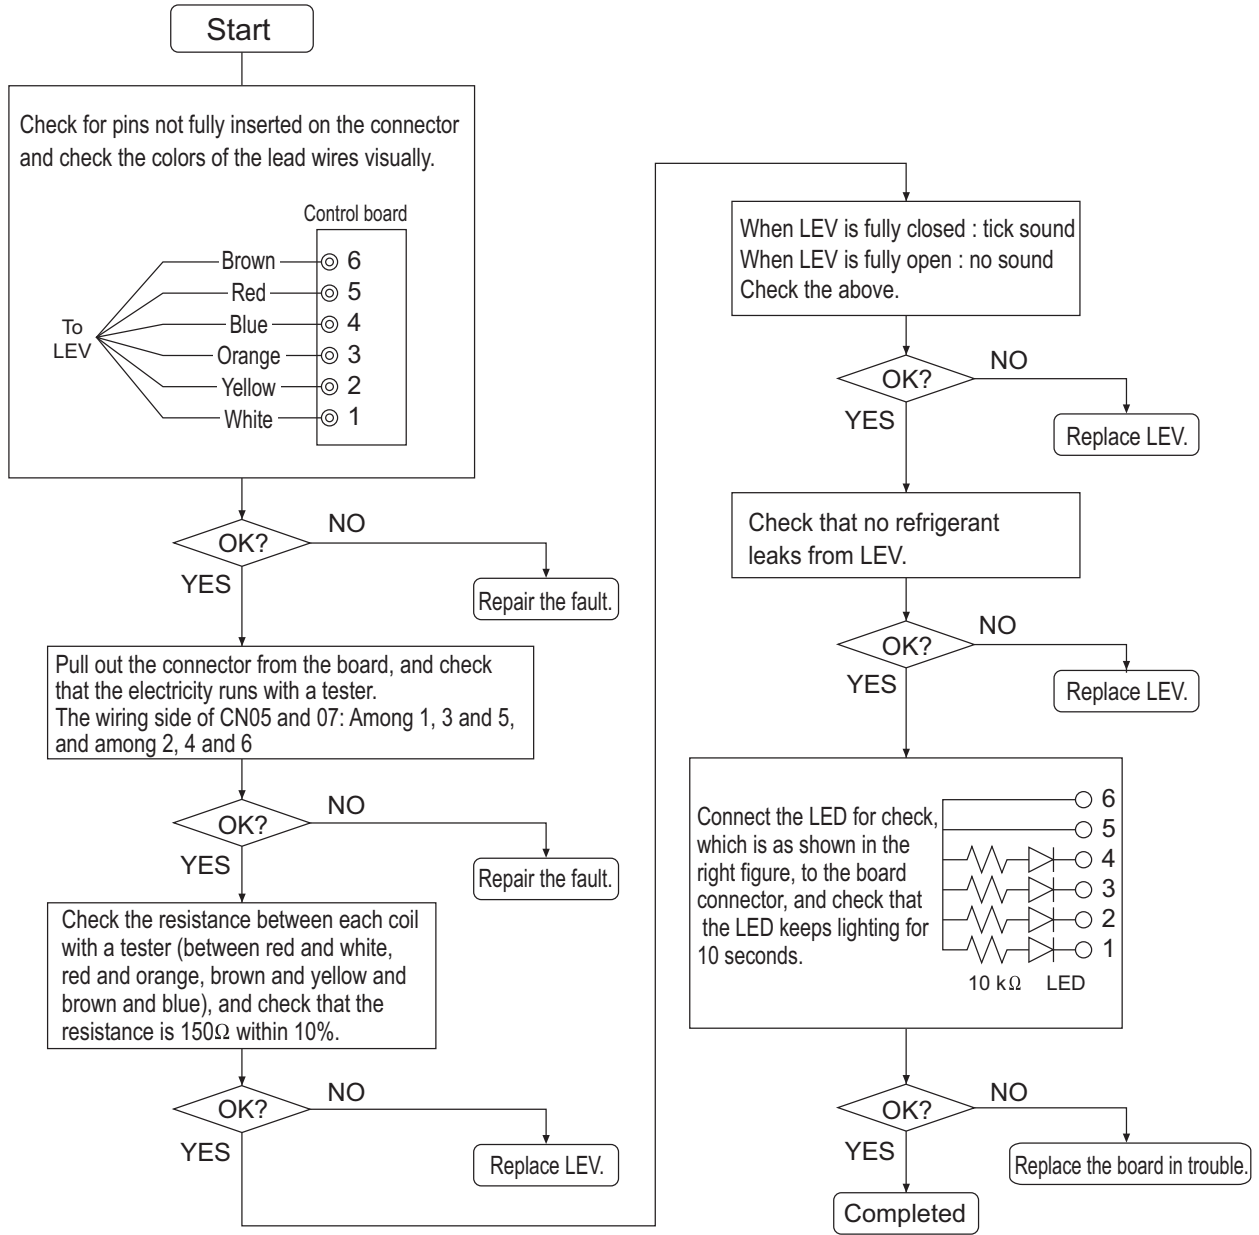 Start
Check for pins not fully inserted on the connector
and check the colors of the lead wires visually.
Control board
Brown 6
Red 5
Blue 4
Orange 3
Yellow 2
White 1
To
LEV
OK?
NO
YES
Repair the fault.
Pull out the connector from the board, and check
that the electricity runs with a tester.
The wiring side of CN05 and 07: Among 1, 3 and 5,
and among 2, 4 and 6
OK?
NO
YES
Repair the fault.
Check the resistance between each coil
with a tester (between red and white,
red and orange, brown and yellow and
brown and blue), and check that the
resistance is 150Ω within 10%.
OK?
NO
YES
Replace LEV.
When LEV is fully closed : tick sound
When LEV is fully open : no sound
Check the above.
OK?
NO
YES
Replace LEV.
Check that no refrigerant
leaks from LEV.
OK?
NO
YES
Replace LEV.
Connect the LED for check,
which is as shown in the
right figure, to the board
connector, and check that
the LED keeps lighting for
10 seconds.
6
5
4
3
2
1
10 kΩ LED
OK?
NO
YES
Replace the board in trouble.
Completed